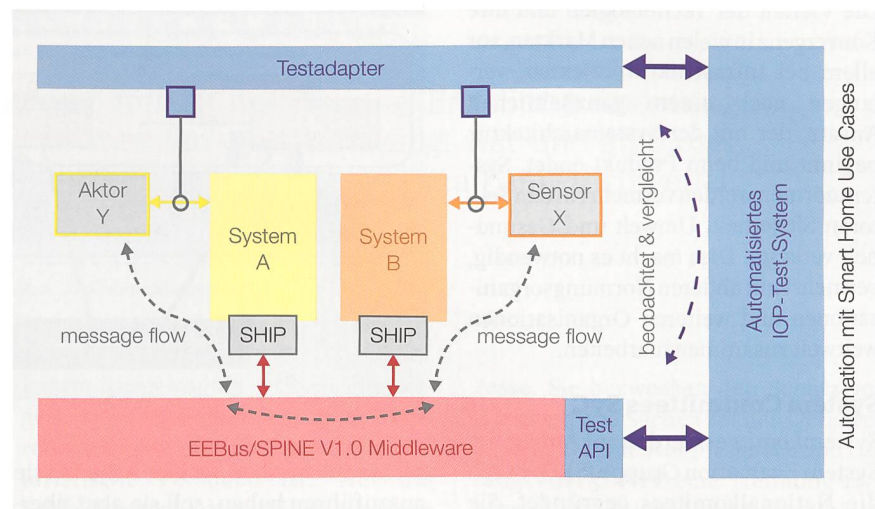 Testadapter
Aktor
Y
System
A
System
B
Sensor
X
SHIP
SHIP
message flow
message flow
EEBus/SPINE V1.0 Middleware
Test
API
beobachtet & vergleicht
Automatisiertes
IOP-Test-System
Automation mit Smart Home Use Cases